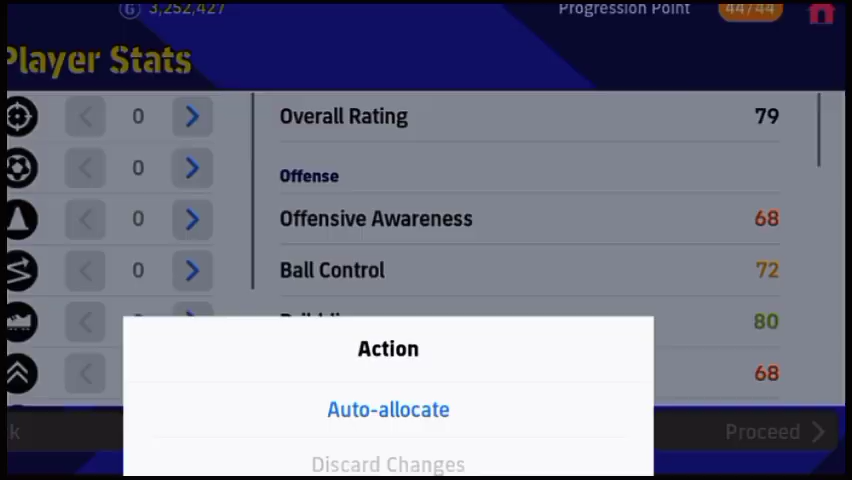 G 3,252,427 Progression Point 44/44
Player Stats
0 Overall Rating 79
0 Offense
0 Offensive Awareness 68
0 Ball Control 72
80
Action
68
Auto-allocate
k Proceed
Discard Changes